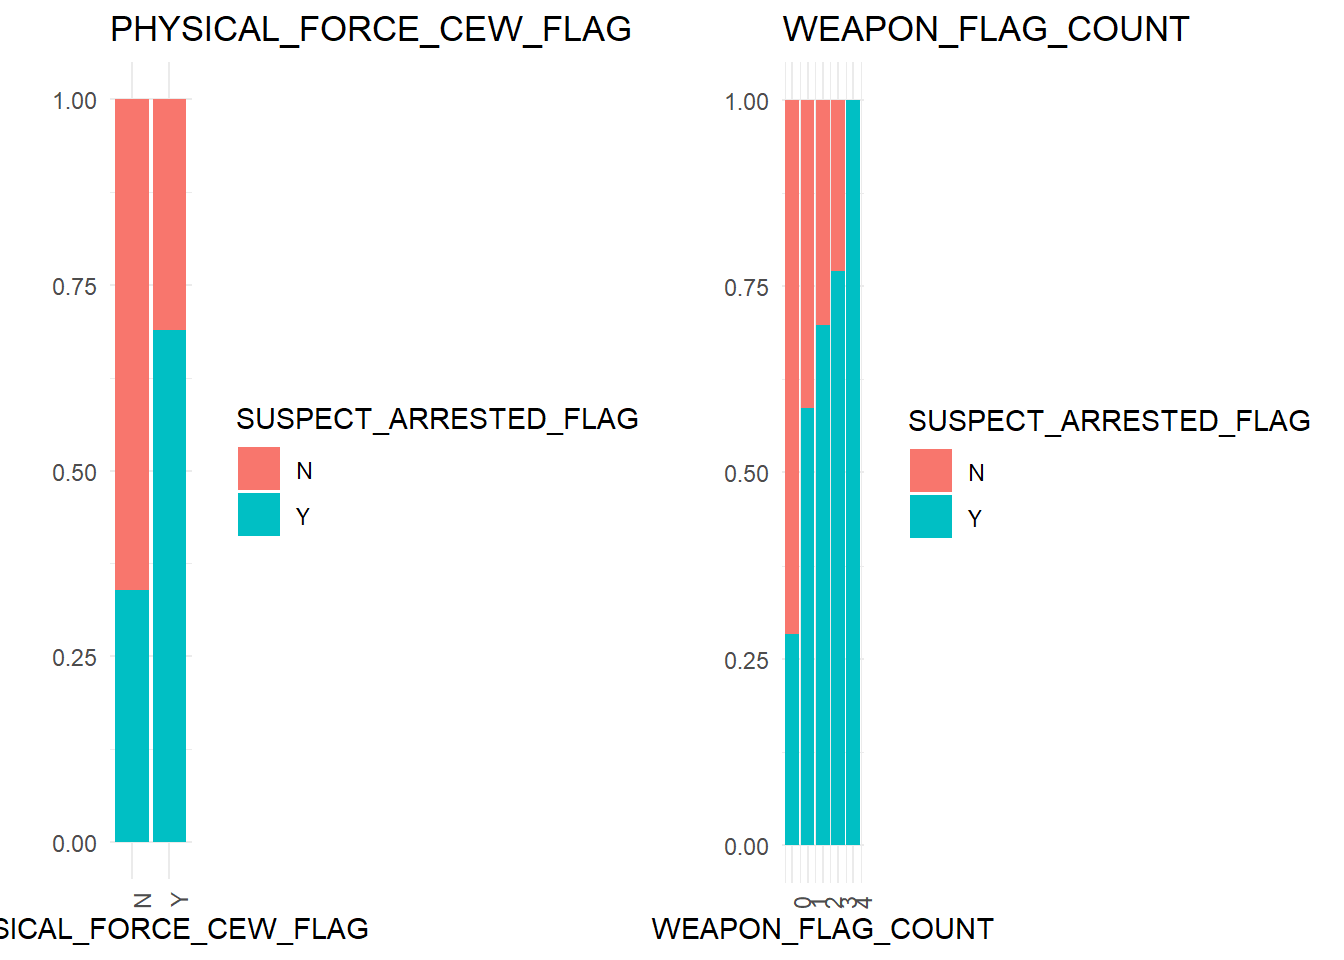 PHYSICAL_FORCE_CEW_FLAG
1.00
0.75
0.50
0.25
0.00
N
Y
SICAL_FORCE_CEW_FLAG
SUSPECT_ARRESTED_FLAG
N
Y
WEAPON_FLAG_COUNT
1.00
0.75
0.50
0.25
0.00
0
1
2
3
4
WEAPON_FLAG_COUNT
SUSPECT_ARRESTED_FLAG
N
Y